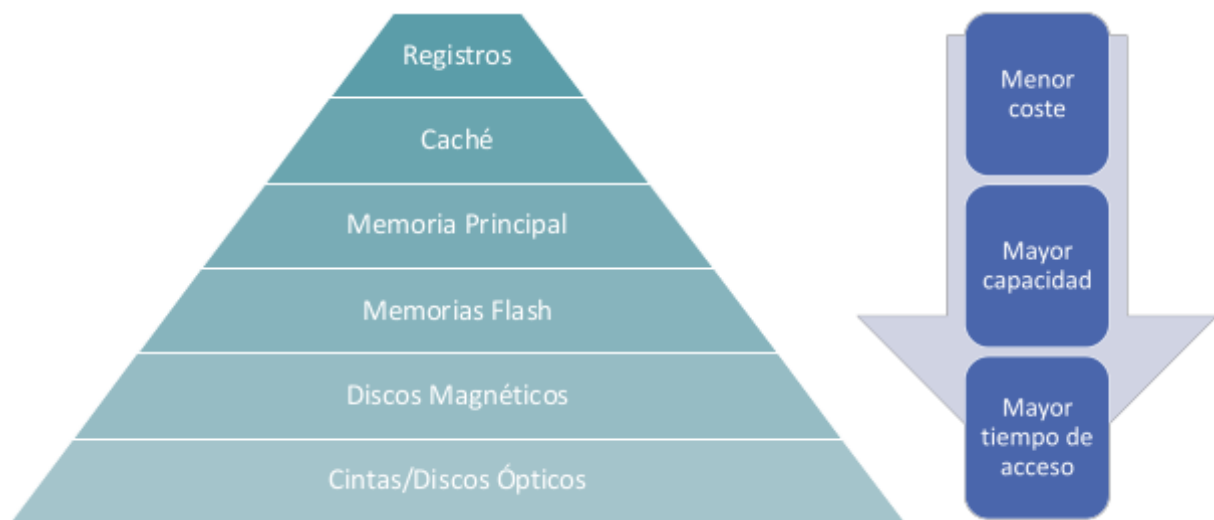 Registros
Caché
Memoria Principal
Memorias Flash
Discos Magnéticos
Cintas/Discos Ópticos
Menor
coste
Mayor
capacidad
Mayor
tiempo de
acceso